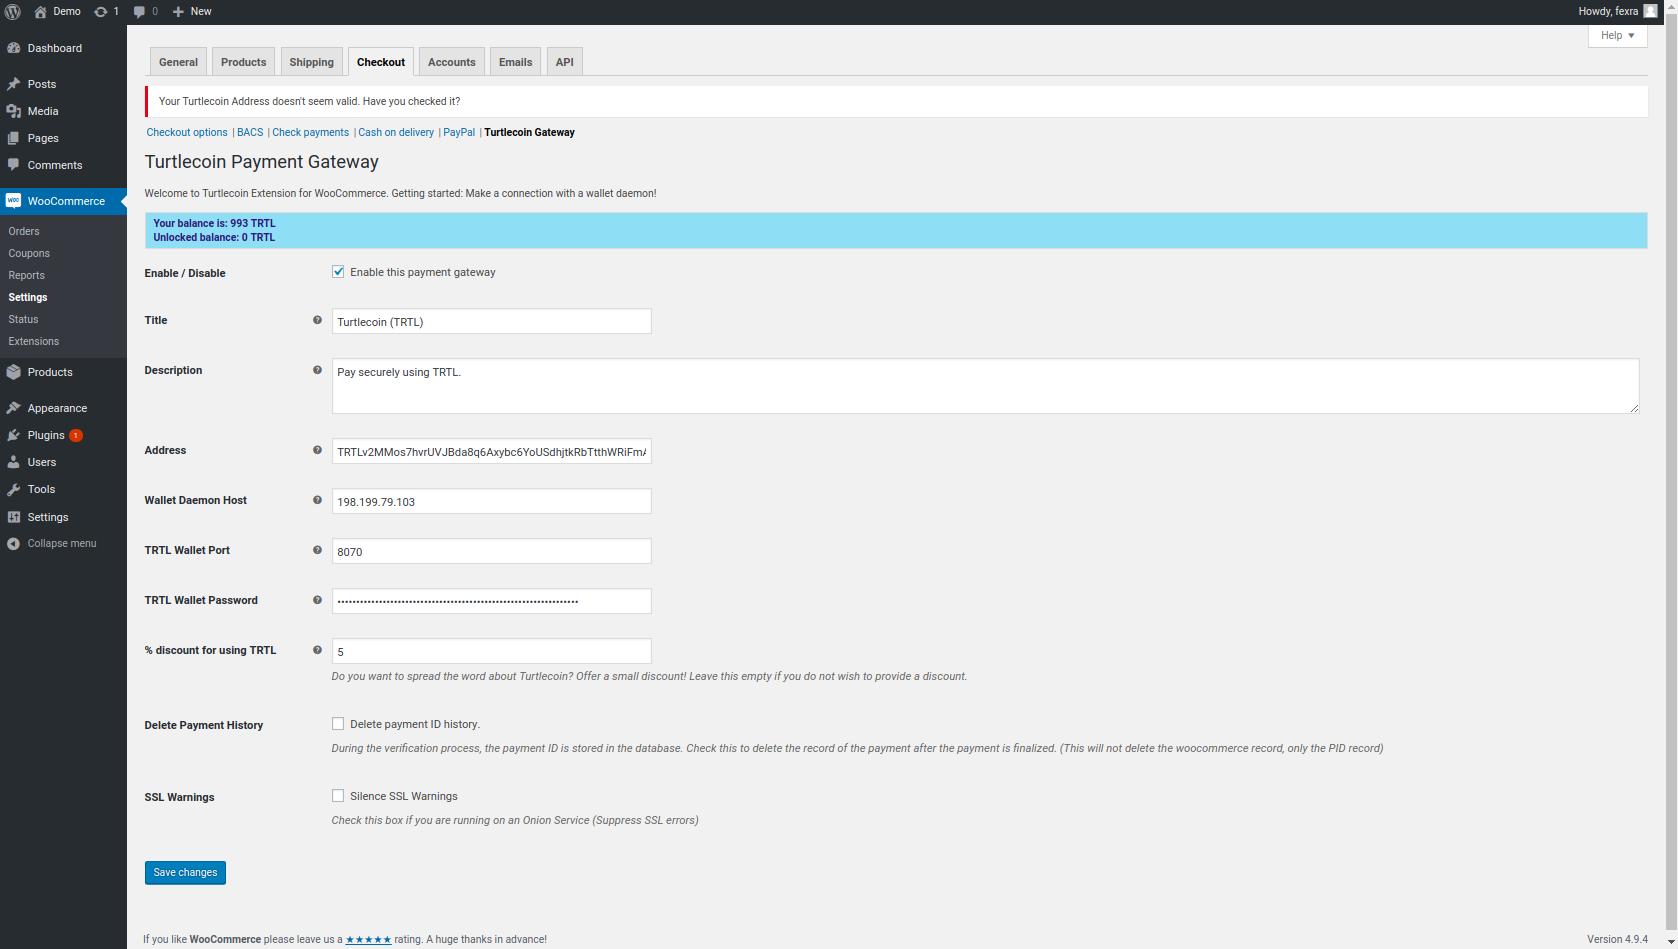 Demo 1 0 New
Howdy, fexra
Help
Dashboard
Posts
Media
Pages
Comments
WooCommerce
Orders
Coupons
Reports
Settings
Status
Extensions
Products
Appearance
Plugins 1
Users
Tools
Settings
Collapse menu
General Products Shipping Checkout Accounts Emails API
Your Turtlecoin Address doesn't seem valid. Have you checked it?
Checkout options | BACS | Check payments | Cash on delivery | PayPal | Turtlecoin Gateway
Turtlecoin Payment Gateway
Welcome to Turtlecoin Extension for WooCommerce. Getting started: Make a connection with a wallet daemon!
Your balance is: 993 TRTL
Unlocked balance: 0 TRTL
Enable / Disable Enable this payment gateway
Title Turtlecoin (TRTL)
Description Pay securely using TRTL.
Address TRTLv2MMos7hvrUVJBda8q6Axybc6YoUSdhjtkRbTtthWRiFmA
Wallet Daemon Host 198.199.79.103
TRTL Wallet Port 8070
TRTL Wallet Password
% discount for using TRTL 5
Do you want to spread the word about Turtlecoin? Offer a small discount! Leave this empty if you do not wish to provide a discount.
Delete Payment History Delete payment ID history.
During the verification process, the payment ID is stored in the database. Check this to delete the record of the payment after the payment is finalized. (This will not delete the woocommerce record, only the PID record)
SSL Warnings Silence SSL Warnings
Check this box if you are running on an Onion Service (Suppress SSL errors)
Save changes
If you like WooCommerce please leave us a ★★★★★ rating. A huge thanks in advance!
Version 4.9.4